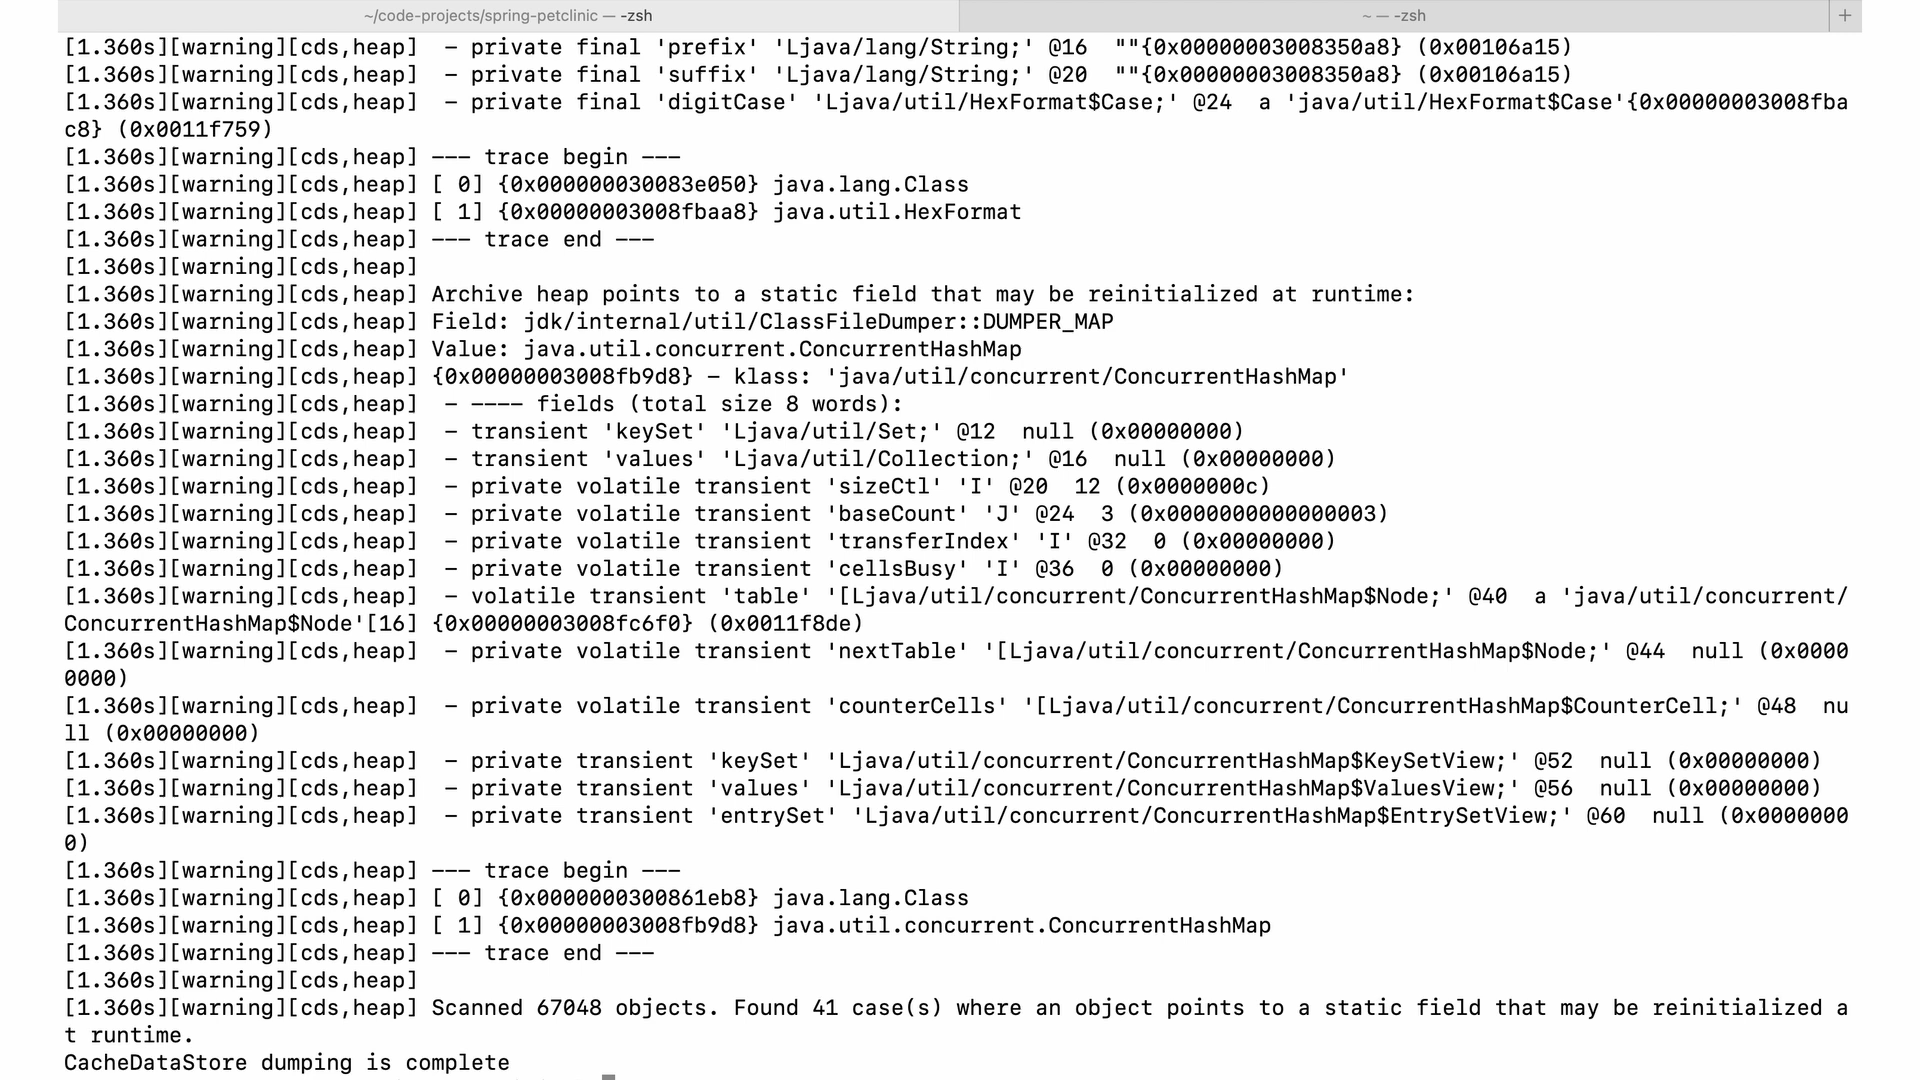 ~/code-projects/spring-petclinic — -zsh
~ — -zsh
+
[1.360s][warning][cds,heap]  - private final 'prefix' 'Ljava/lang/String;' @16  ""{0x00000003008350a8} (0x00106a15)
[1.360s][warning][cds,heap]  - private final 'suffix' 'Ljava/lang/String;' @20  ""{0x00000003008350a8} (0x00106a15)
[1.360s][warning][cds,heap]  - private final 'digitCase' 'Ljava/util/HexFormat$Case;' @24  a 'java/util/HexFormat$Case'{0x00000003008fba
c8} (0x0011f759)
[1.360s][warning][cds,heap] --- trace begin ---
[1.360s][warning][cds,heap] [ 0] {0x000000030083e050} java.lang.Class
[1.360s][warning][cds,heap] [ 1] {0x00000003008fbaa8} java.util.HexFormat
[1.360s][warning][cds,heap] --- trace end ---
[1.360s][warning][cds,heap]
[1.360s][warning][cds,heap] Archive heap points to a static field that may be reinitialized at runtime:
[1.360s][warning][cds,heap] Field: jdk/internal/util/ClassFileDumper::DUMPER_MAP
[1.360s][warning][cds,heap] Value: java.util.concurrent.ConcurrentHashMap
[1.360s][warning][cds,heap] {0x00000003008fb9d8} - klass: 'java/util/concurrent/ConcurrentHashMap'
[1.360s][warning][cds,heap]  - ---- fields (total size 8 words):
[1.360s][warning][cds,heap]  - transient 'keySet' 'Ljava/util/Set;' @12  null (0x00000000)
[1.360s][warning][cds,heap]  - transient 'values' 'Ljava/util/Collection;' @16  null (0x00000000)
[1.360s][warning][cds,heap]  - private volatile transient 'sizeCtl' 'I' @20  12 (0x0000000c)
[1.360s][warning][cds,heap]  - private volatile transient 'baseCount' 'J' @24  3 (0x0000000000000003)
[1.360s][warning][cds,heap]  - private volatile transient 'transferIndex' 'I' @32  0 (0x00000000)
[1.360s][warning][cds,heap]  - private volatile transient 'cellsBusy' 'I' @36  0 (0x00000000)
[1.360s][warning][cds,heap]  - volatile transient 'table' '[Ljava/util/concurrent/ConcurrentHashMap$Node;' @40  a 'java/util/concurrent/
ConcurrentHashMap$Node'[16] {0x00000003008fc6f0} (0x0011f8de)
[1.360s][warning][cds,heap]  - private volatile transient 'nextTable' '[Ljava/util/concurrent/ConcurrentHashMap$Node;' @44  null (0x0000
0000)
[1.360s][warning][cds,heap]  - private volatile transient 'counterCells' '[Ljava/util/concurrent/ConcurrentHashMap$CounterCell;' @48  nu
ll (0x00000000)
[1.360s][warning][cds,heap]  - private transient 'keySet' 'Ljava/util/concurrent/ConcurrentHashMap$KeySetView;' @52  null (0x00000000)
[1.360s][warning][cds,heap]  - private transient 'values' 'Ljava/util/concurrent/ConcurrentHashMap$ValuesView;' @56  null (0x00000000)
[1.360s][warning][cds,heap]  - private transient 'entrySet' 'Ljava/util/concurrent/ConcurrentHashMap$EntrySetView;' @60  null (0x0000000
0)
[1.360s][warning][cds,heap] --- trace begin ---
[1.360s][warning][cds,heap] [ 0] {0x0000000300861eb8} java.lang.Class
[1.360s][warning][cds,heap] [ 1] {0x00000003008fb9d8} java.util.concurrent.ConcurrentHashMap
[1.360s][warning][cds,heap] --- trace end ---
[1.360s][warning][cds,heap]
[1.360s][warning][cds,heap] Scanned 67048 objects. Found 41 case(s) where an object points to a static field that may be reinitialized a
t runtime.
CacheDataStore dumping is complete